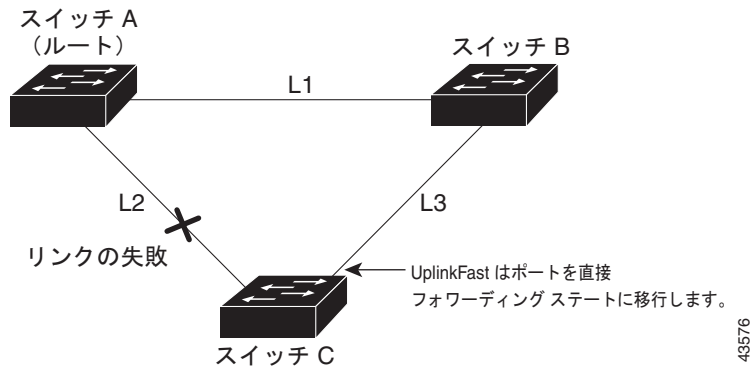 スイッチ A
（ルート）
スイッチ B
L1
L2
L3
リンクの失敗
UplinkFast はポートを直接
フォワーディング ステートに移行します。
スイッチ C
43576